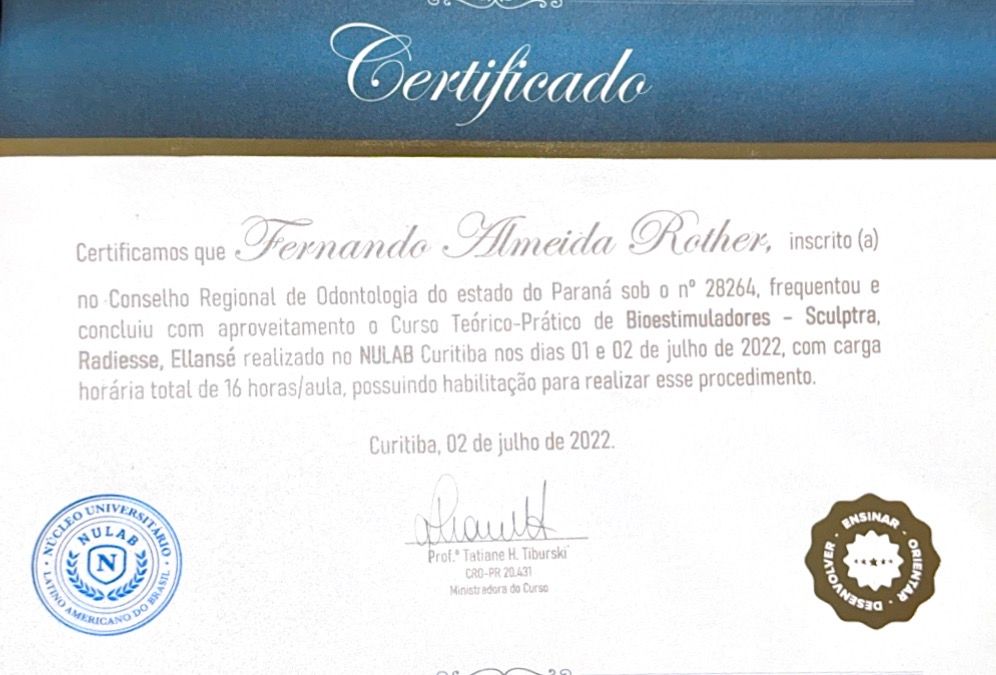 Certificado
Certificamos que Fernando Almeida Rother, inscrito (a)
no Conselho Regional de Odontologia do estado do Paraná sob o nº 28264, frequentou e
concluiu com aproveitamento o Curso Teórico-Prático de Bioestimuladores – Sculptra,
Radiesse, Ellansé realizado no NULAB Curitiba nos dias 01 e 02 de julho de 2022, com carga
horária total de 16 horas/aula, possuindo habilitação para realizar esse procedimento.
Curitiba, 02 de julho de 2022.
Prof.ª Tatiane H. Tiburski
CRO-PR 20.431
Ministradora do Curso
NÚCLEO UNIVERSITÁRIO
NULAB
N
LATINO AMERICANO DO BRASIL
ENSINAR · ORIENTAR · DESENVOLVER ·